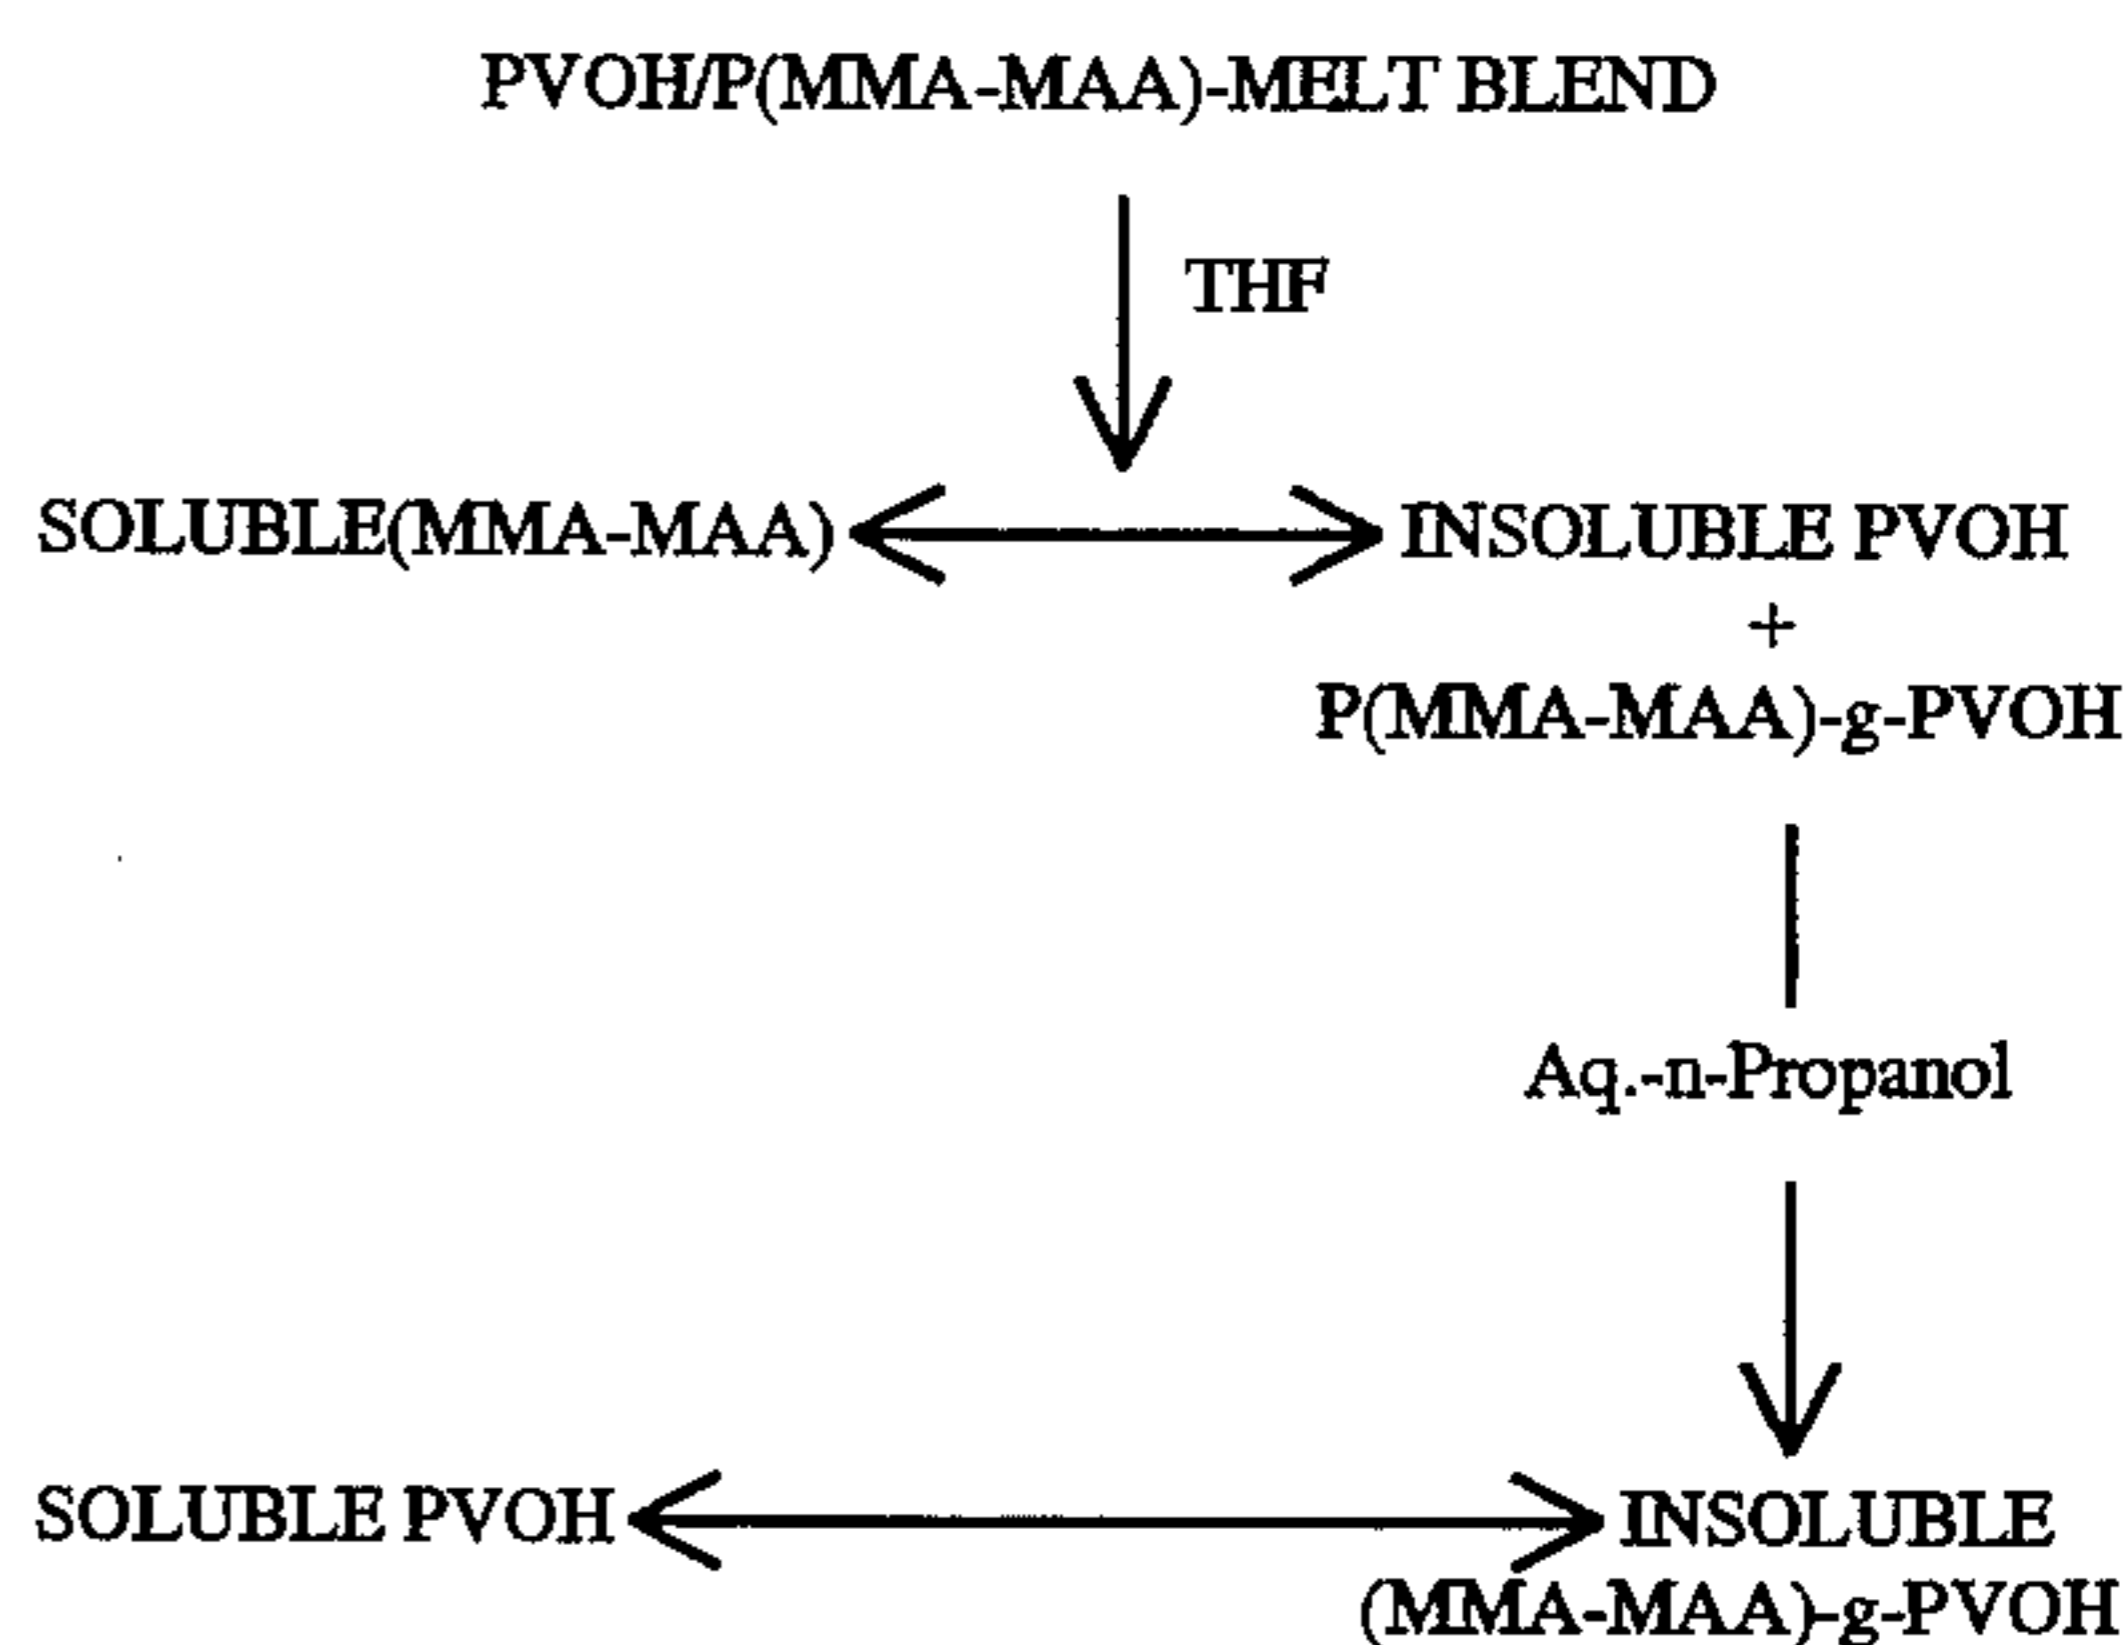 PVOH/P(MMA-MAA)-MELT BLEND
THF
SOLUBLE(MMA-MAA)
INSOLUBLE PVOH
+
P(MMA-MAA)-g-PVOH
Aq.-n-Propanol
SOLUBLE PVOH
INSOLUBLE
(MMA-MAA)-g-PVOH